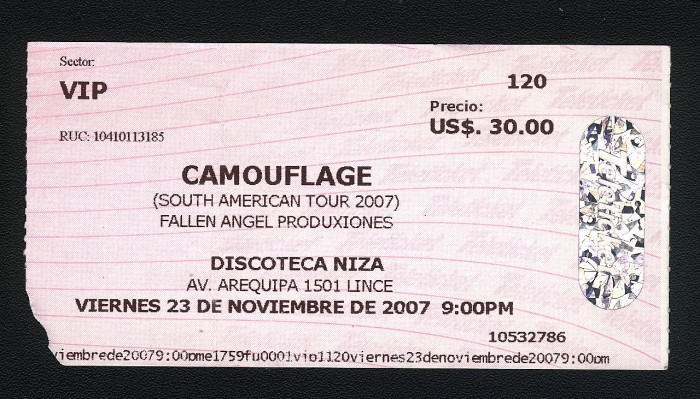 Sector:
VIP
120
Precio:
US$. 30.00
RUC: 10410113185
CAMOUFLAGE
(SOUTH AMERICAN TOUR 2007)
FALLEN ANGEL PRODUXIONES
DISCOTECA NIZA
AV. AREQUIPA 1501 LINCE
VIERNES 23 DE NOVIEMBRE DE 2007 9:00PM
10532786
viembrede20079:00pme1759fu0001vip1120viernes23denoviembrede20079:00pm
Teleticket